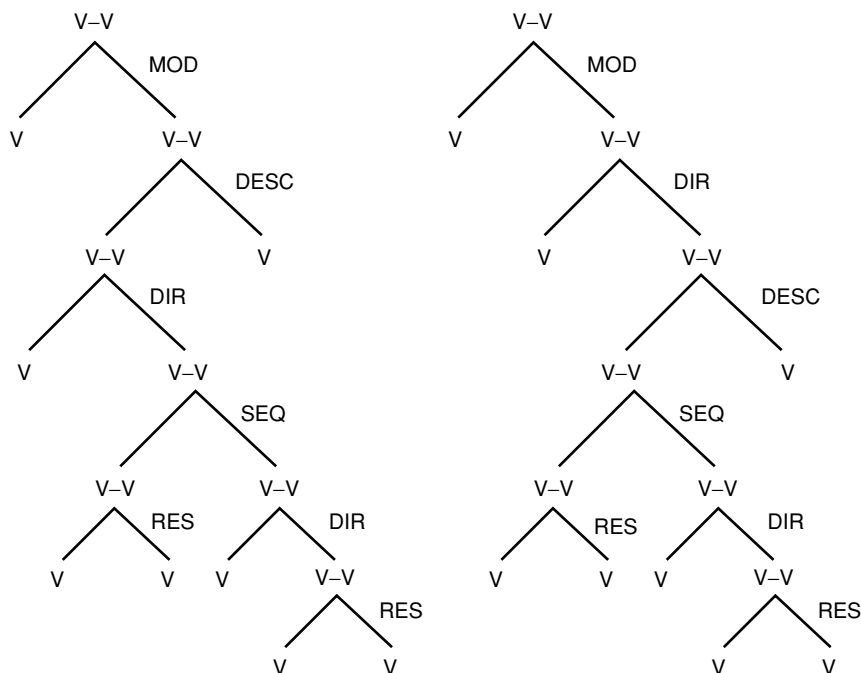 V–V V–V
MOD MOD
V V–V V V–V
DESC DIR
V–V V V V–V
DIR DESC
V V–V V–V V
SEQ SEQ
V–V V–V V–V V–V
RES DIR RES DIR
V V V V–V V V V V–V
RES RES
V V V V